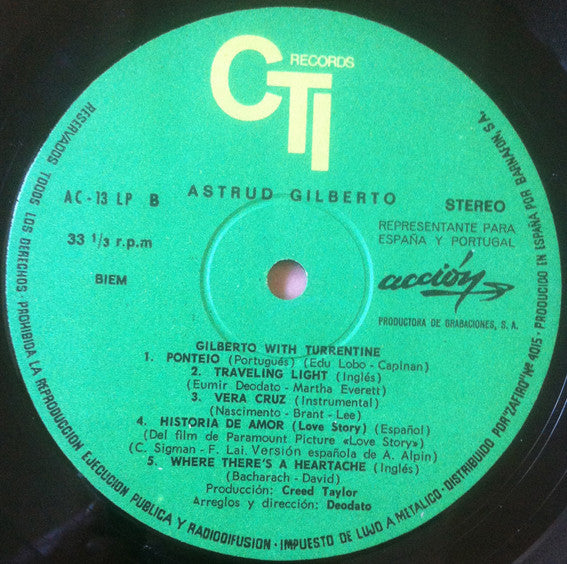 CTI RECORDS
ASTRUD GILBERTO
AC-13 LP B
33 1/3 r.p.m
BIEM
STEREO
REPRESENTANTE PARA
ESPAÑA Y PORTUGAL
acción
PRODUCTORA DE GRABACIONES, S. A.
GILBERTO WITH TURRENTINE
1. PONTEIO (Portugués) (Edu Lobo - Capinan)
2. TRAVELING LIGHT (Inglés)
(Eumir Deodato - Martha Everett)
3. VERA CRUZ (Instrumental)
(Nascimento - Brant - Lee)
4. HISTORIA DE AMOR (Love Story) (Español)
(Del film de Paramount Picture «Love Story»)
(C. Sigman - F. Lai. Versión española de A. Alpin)
5. WHERE THERE'S A HEARTACHE (Inglés)
(Bacharach - David)
Producción: Creed Taylor
Arreglos y dirección: Deodato
RESERVADOS TODOS LOS DERECHOS · PROHIBIDA LA REPRODUCCION EJECUCION PUBLICA Y RADIODIFUSION · IMPUESTO DE LUJO A METALICO · DISTRIBUIDO POR "ZAFIRO" Nº 4015 · PRODUCIDO EN ESPAÑA POR BARNAFON, S.A.